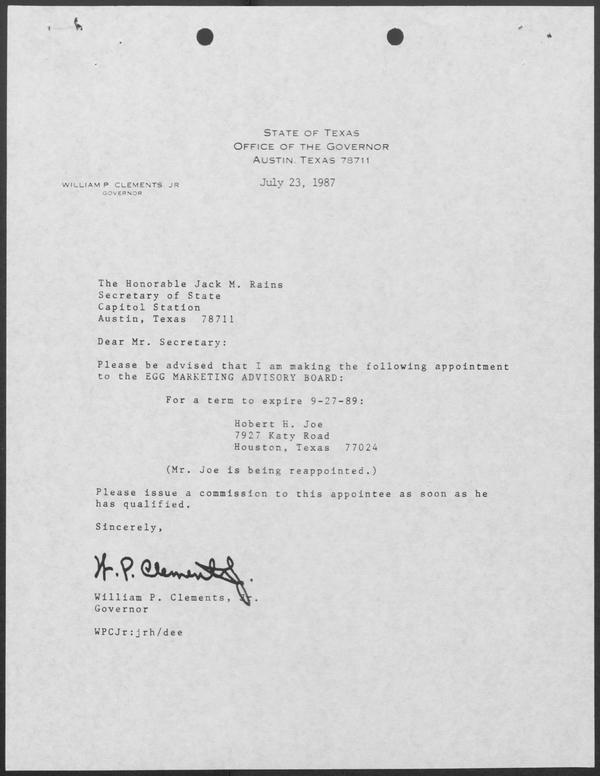 STATE OF TEXAS
OFFICE OF THE GOVERNOR
AUSTIN, TEXAS 78711
WILLIAM P. CLEMENTS, JR.
GOVERNOR
July 23, 1987
The Honorable Jack M. Rains
Secretary of State
Capitol Station
Austin, Texas 78711
Dear Mr. Secretary:
Please be advised that I am making the following appointment
to the EGG MARKETING ADVISORY BOARD:
For a term to expire 9-27-89:
Hobert H. Joe
7927 Katy Road
Houston, Texas 77024
(Mr. Joe is being reappointed.)
Please issue a commission to this appointee as soon as he
has qualified.
Sincerely,
W. P. Clements Jr.
William P. Clements, Jr.
Governor
WPCJr:jrh/dee